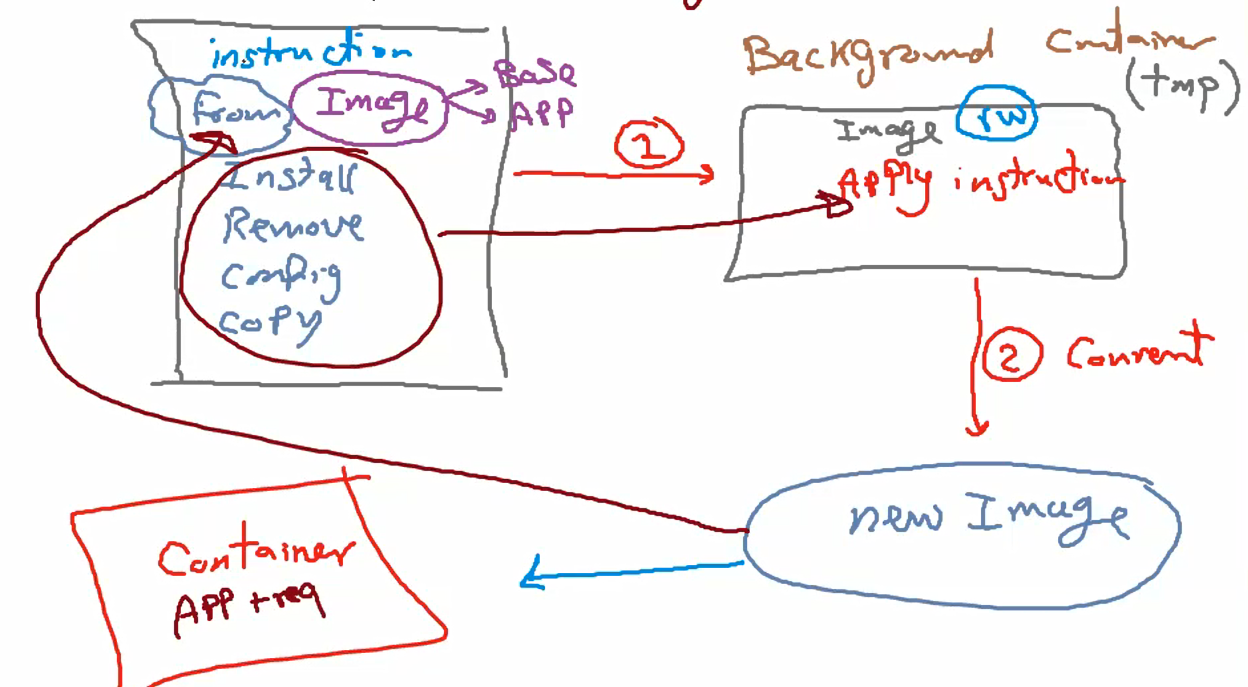 instruction
From Image
Base
APP
Install
Remove
Config
Copy
1
Background Container
(tmp)
Image rw
Apply instruction
2 Convent
new Image
Container
APP + req